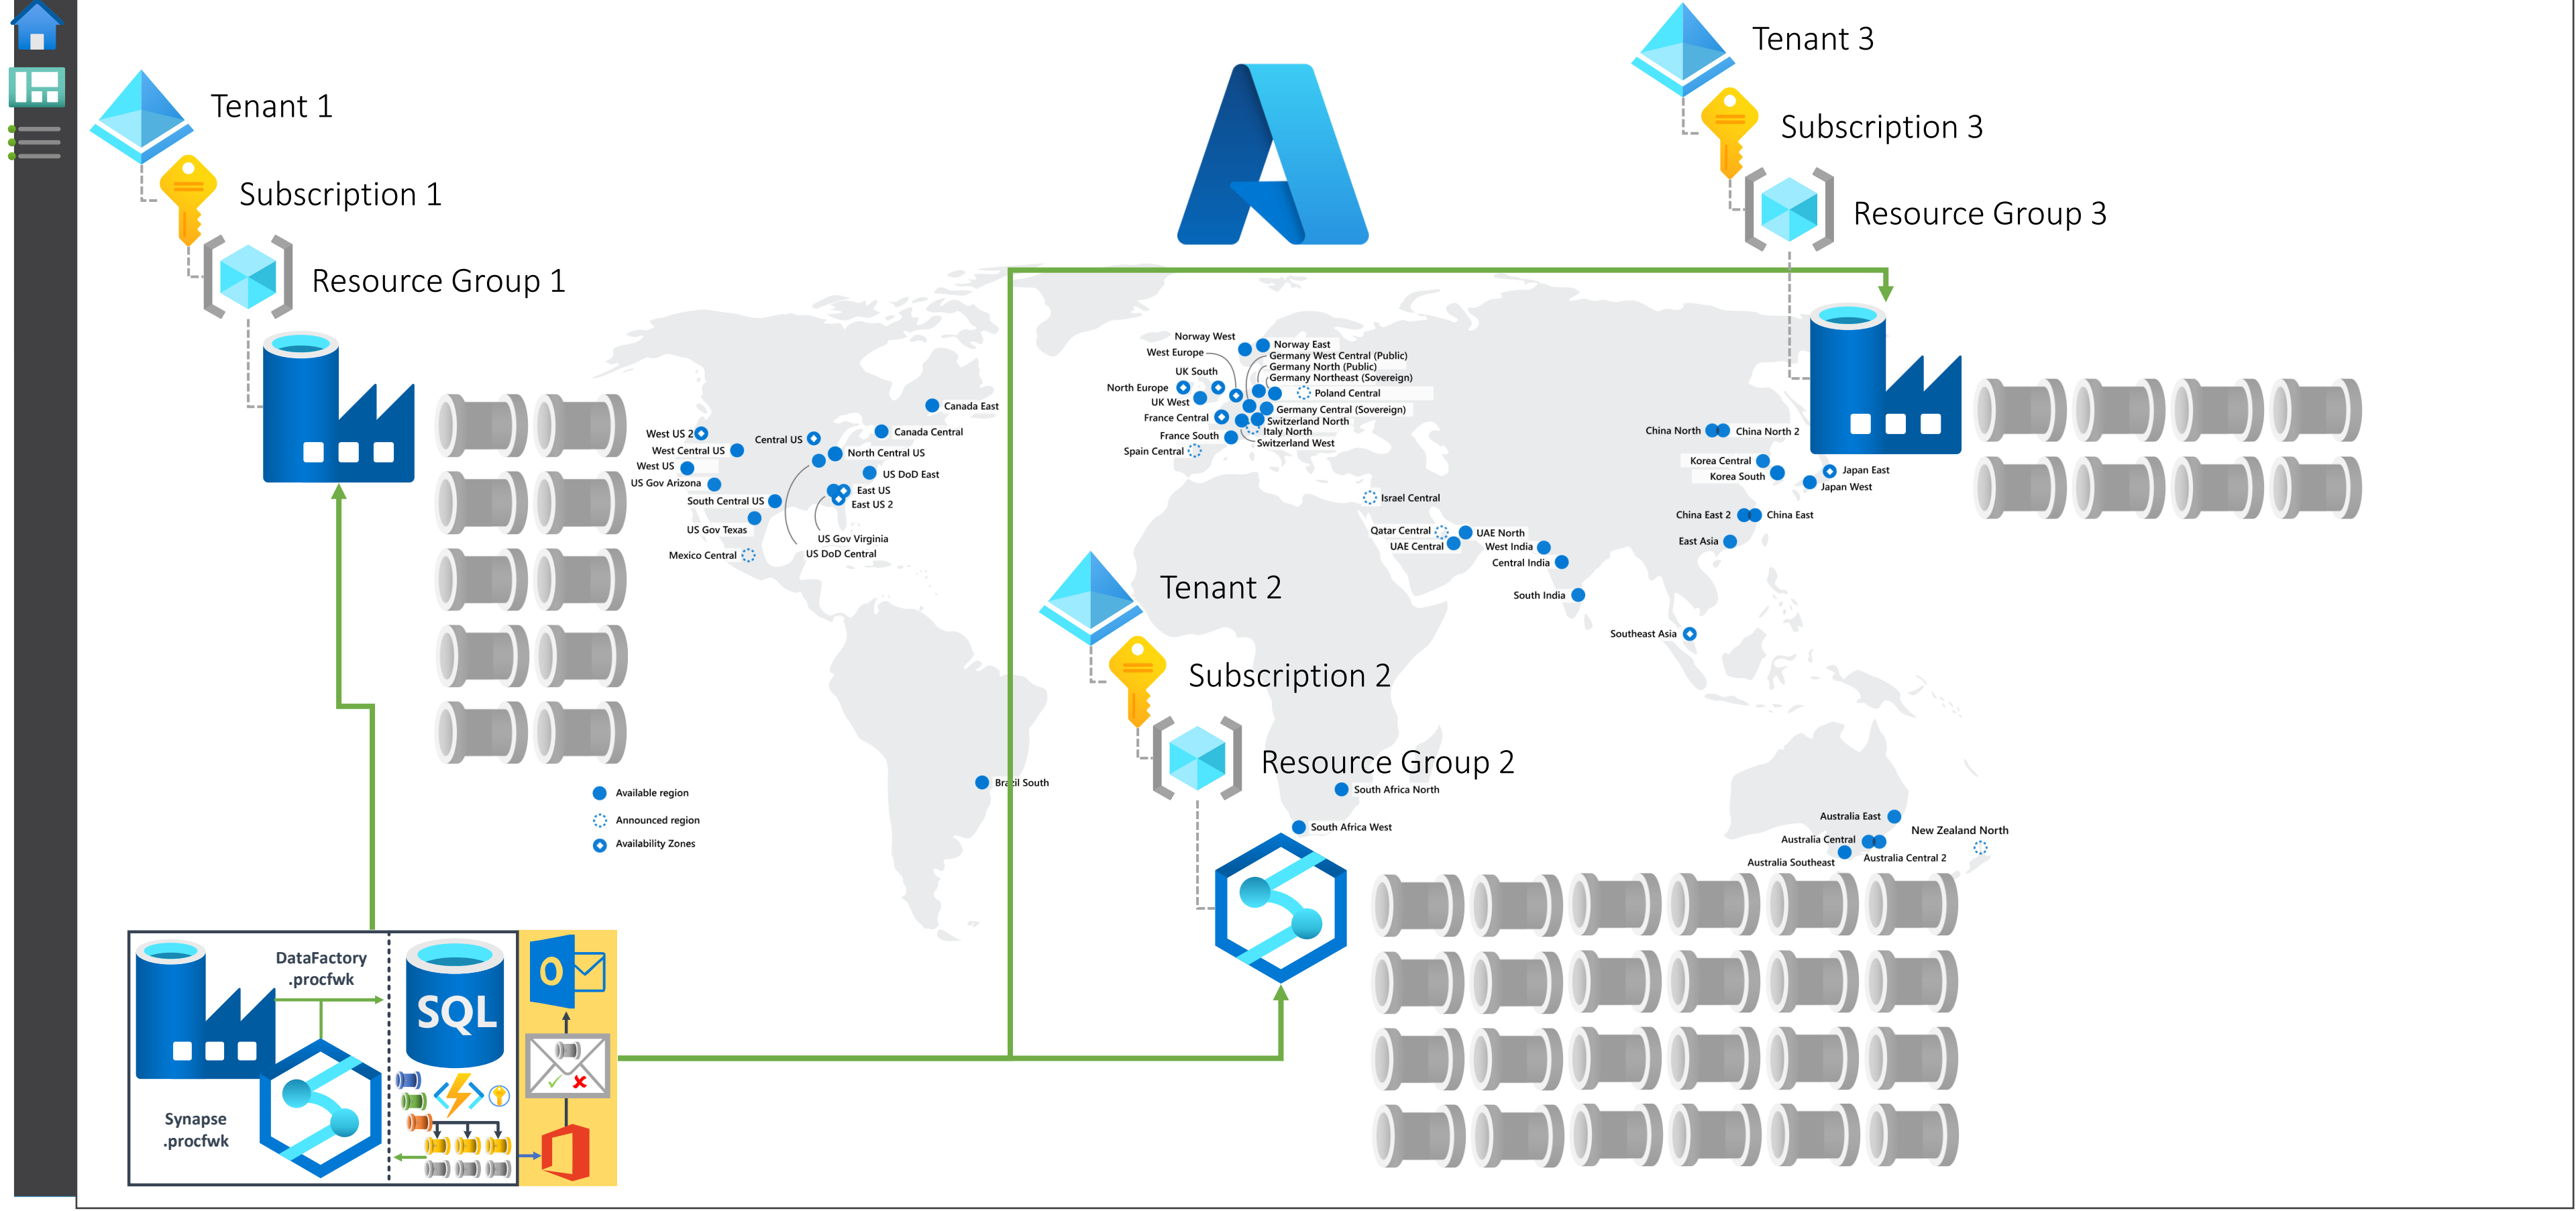 Tenant 1
Subscription 1
Resource Group 1
Tenant 3
Subscription 3
Resource Group 3
Tenant 2
Subscription 2
Resource Group 2
Canada East
Canada Central
West US 2
Central US
West Central US
North Central US
West US
US DoD East
US Gov Arizona
East US
South Central US
East US 2
US Gov Texas
US Gov Virginia
US DoD Central
Mexico Central
Brazil South
Available region
Announced region
Availability Zones
Norway West
Norway East
West Europe
Germany West Central (Public)
Germany North (Public)
UK South
Germany Northeast (Sovereign)
North Europe
Poland Central
UK West
Germany Central (Sovereign)
France Central
Switzerland North
Italy North
France South
Switzerland West
Spain Central
Israel Central
Qatar Central
UAE North
UAE Central
West India
Central India
South India
China North
China North 2
Korea Central
Korea South
Japan East
Japan West
China East 2
China East
East Asia
Southeast Asia
South Africa North
South Africa West
Australia East
New Zealand North
Australia Central
Australia Central 2
Australia Southeast
DataFactory
.procfwk
SQL
Synapse
.procfwk